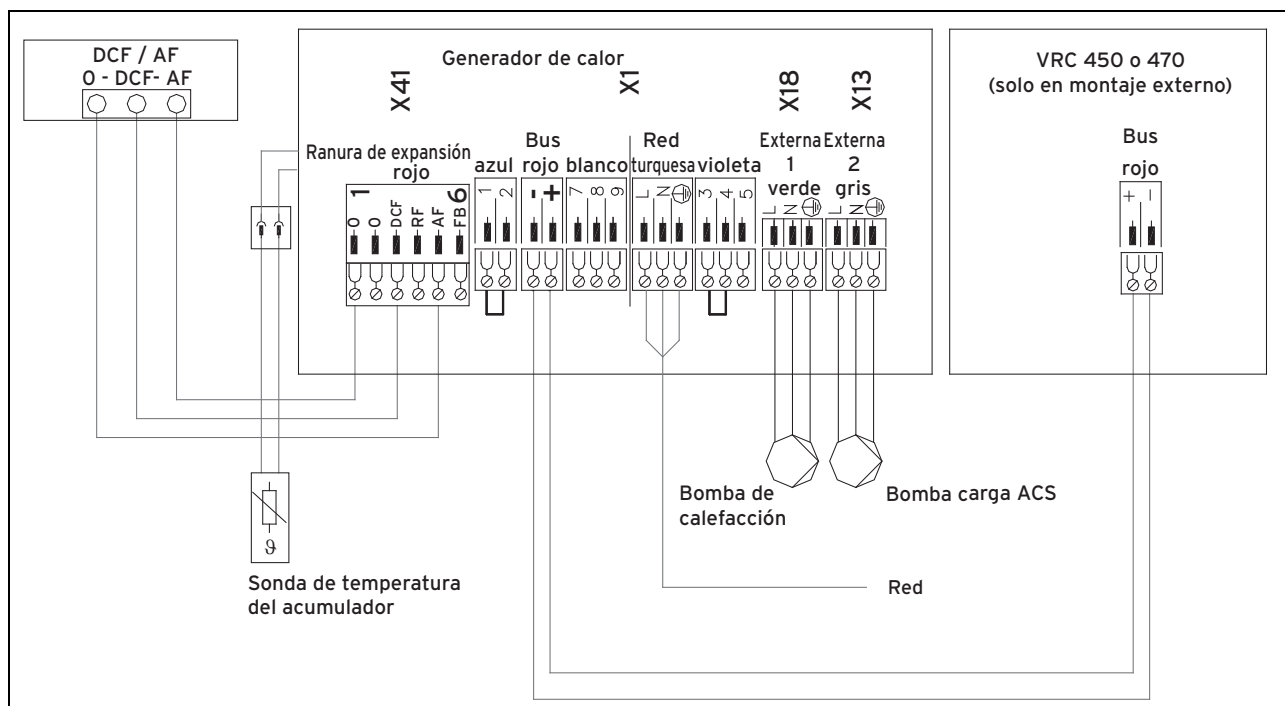 DCF / AF
O - DCF- AF
Generador de calor
X41
X1
X18
X13
VRC 450 o 470
(solo en montaje externo)
Ranura de expansión
rojo
1 6
O O DCF RF AF FB
azul
1 2
Bus
rojo
- +
blanco
7 8 9
Red
turquesa
L N
violeta
3 4 5
Externa
1
verde
L N
Externa
2
gris
L N
Bus
rojo
+ -
Bomba de
calefacción
Bomba carga ACS
ϑ
Sonda de temperatura
del acumulador
Red